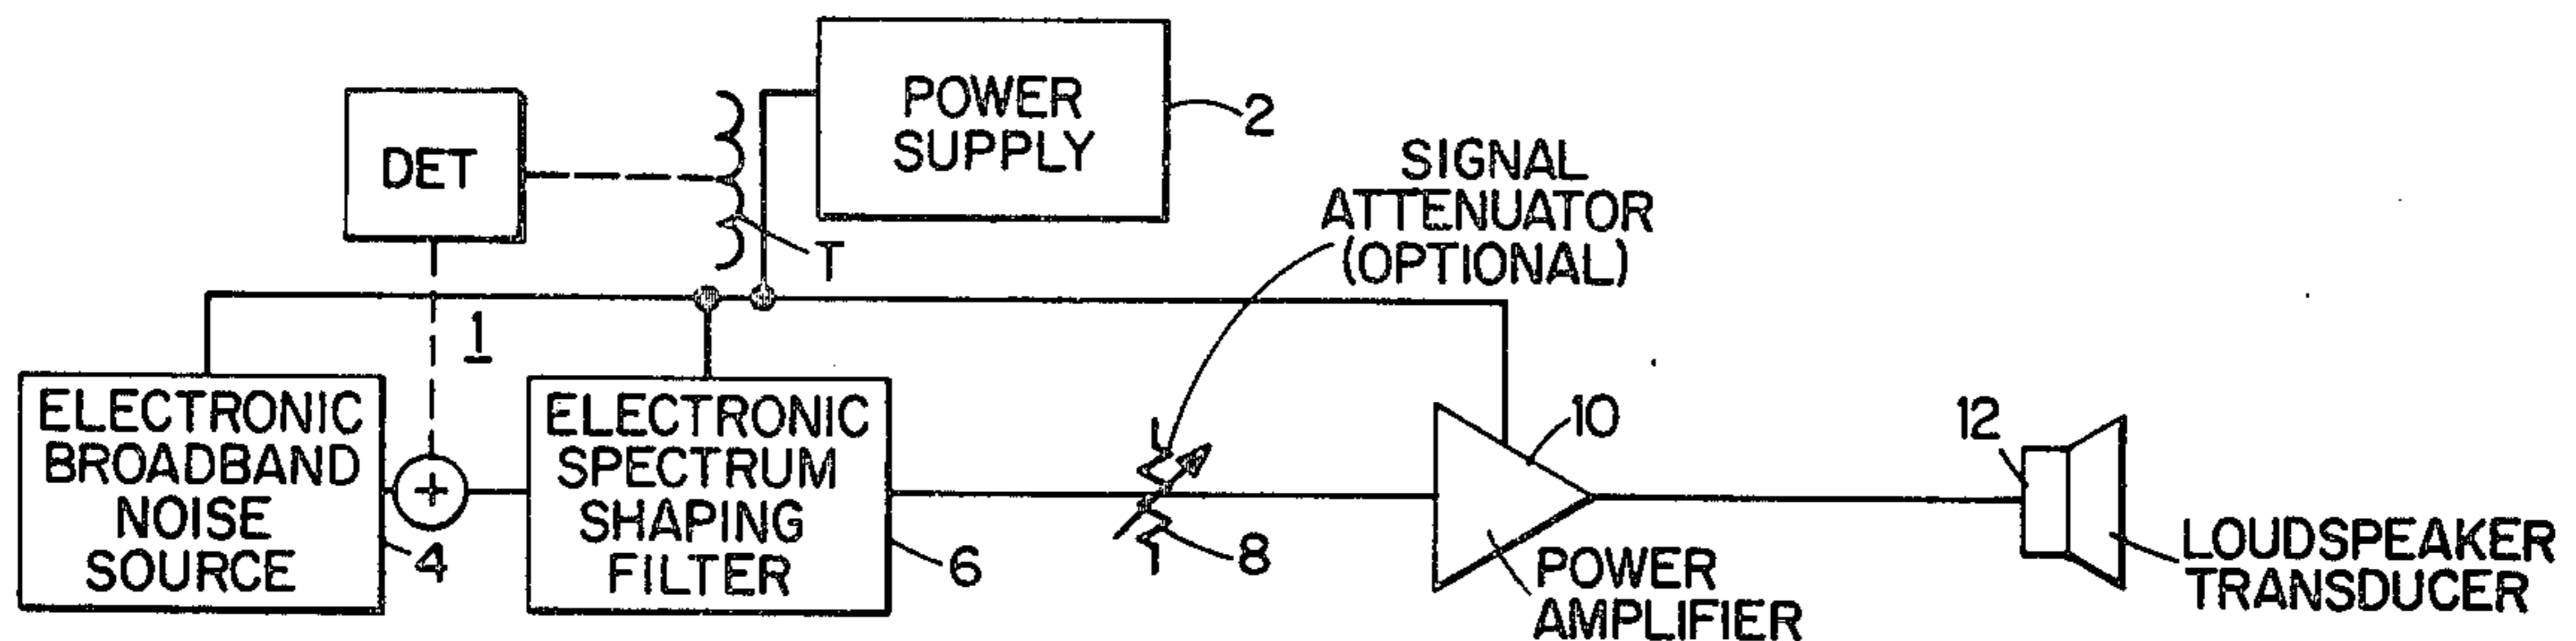 POWER
SUPPLY
2
DET
T
SIGNAL
ATTENUATOR
(OPTIONAL)
1
ELECTRONIC
BROADBAND
NOISE
SOURCE
4
+
ELECTRONIC
SPECTRUM
SHAPING
FILTER
6
8
10
POWER
AMPLIFIER
12
LOUDSPEAKER
TRANSDUCER